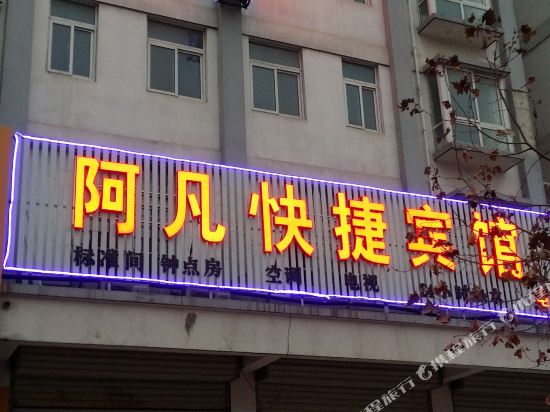 阿凡快捷宾馆
标准间 钟点房 空调 电视
携程旅行